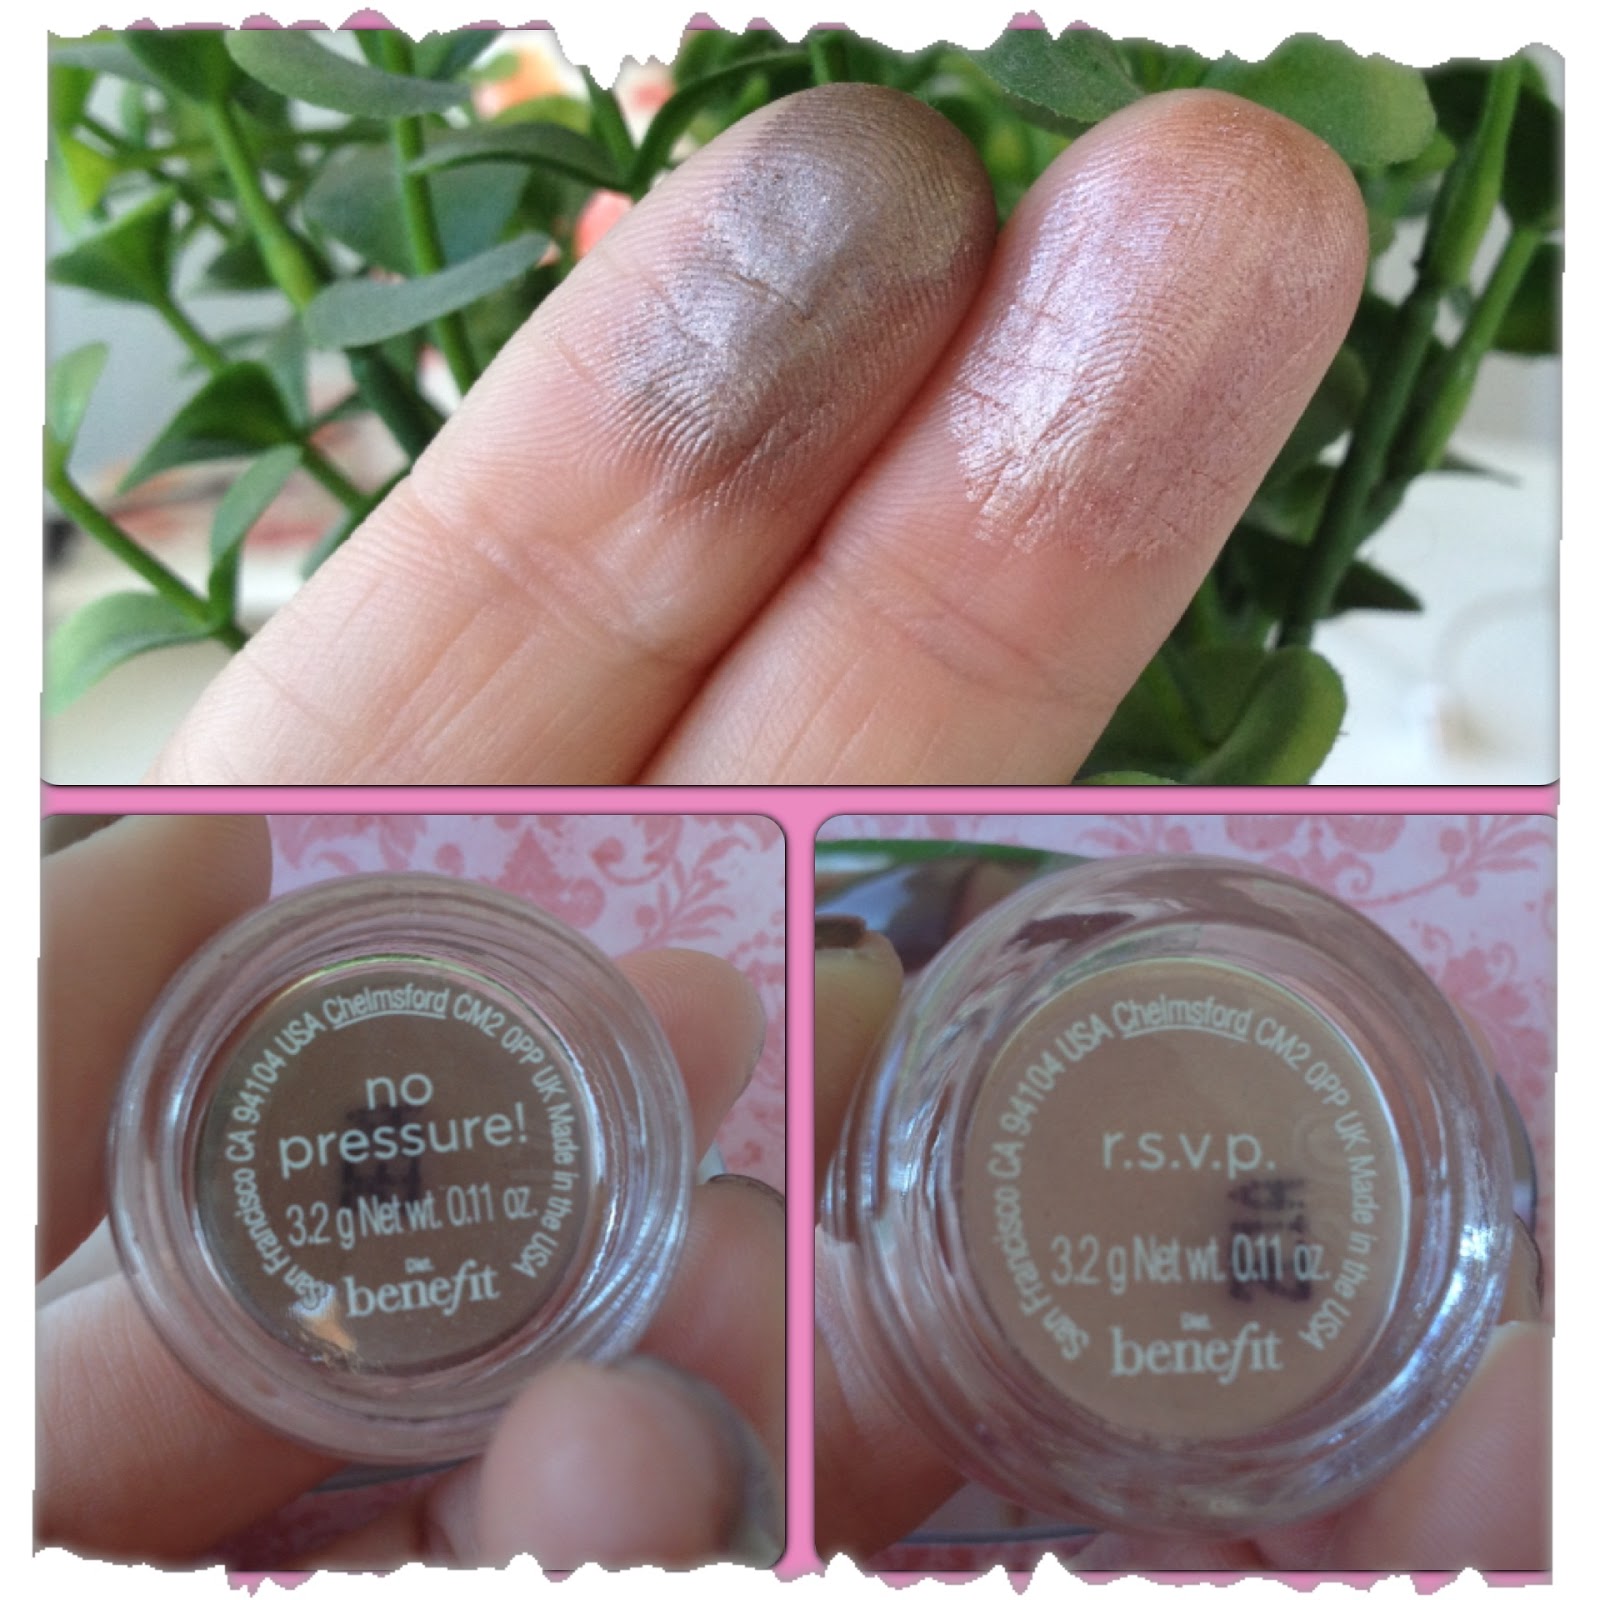 San Francisco CA 94104 USA Chelmsford CM2 0PP UK Made in the USA
no
pressure!
3.2 g Net wt. 0.11 oz.
Dist.
benefit
San Francisco CA 94104 USA Chelmsford CM2 0PP UK Made in the USA
r.s.v.p.
3.2 g Net wt. 0.11 oz.
Dist.
benefit